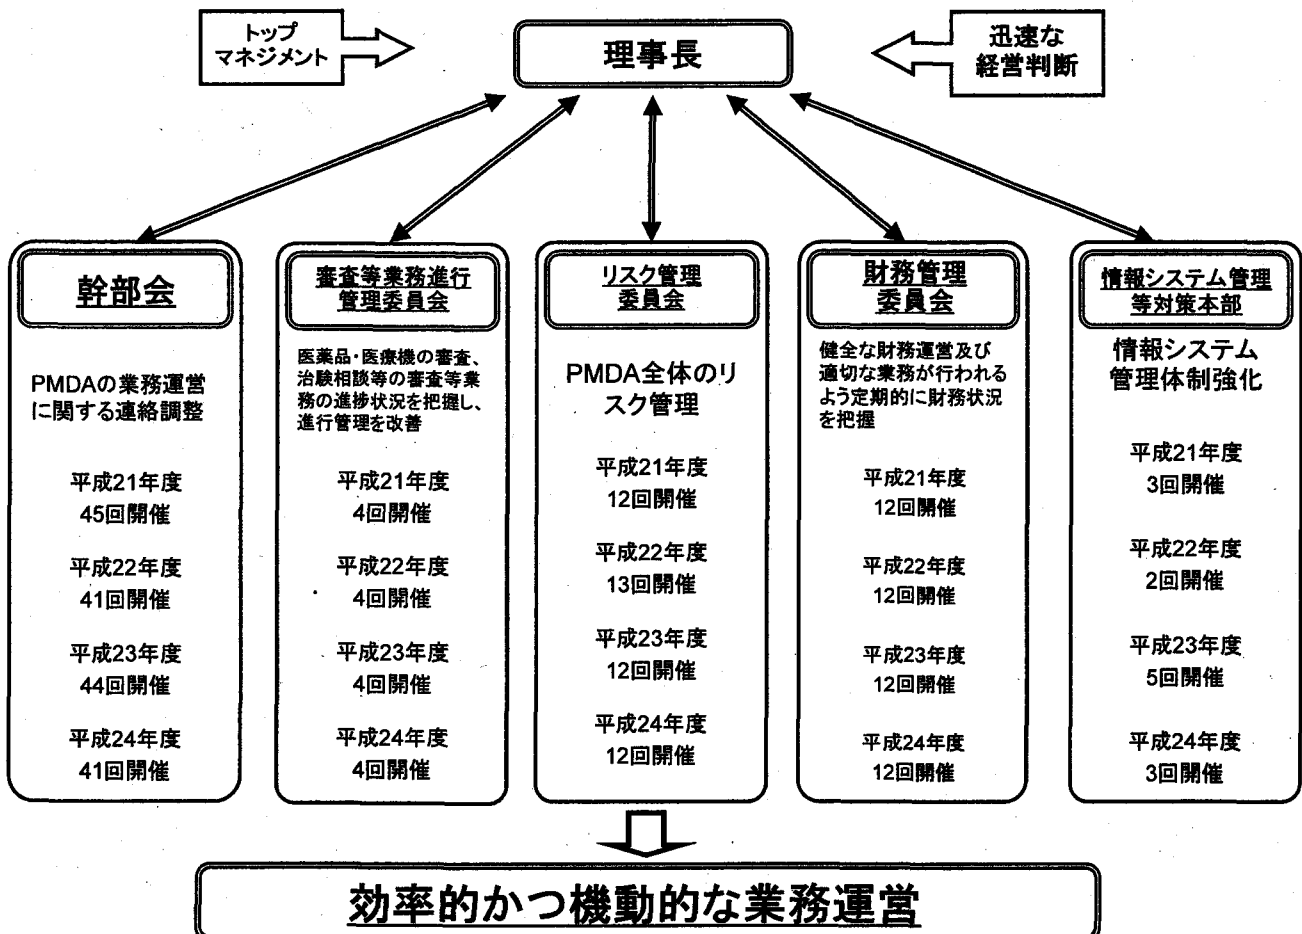 トップ
マネジメント
理事長
迅速な
経営判断
幹部会
PMDAの業務運営
に関する連絡調整
平成21年度
45回開催
平成22年度
41回開催
平成23年度
44回開催
平成24年度
41回開催
審査等業務進行
管理委員会
医薬品・医療機の審査、
治験相談等の審査等業
務の進捗状況を把握し、
進行管理を改善
平成21年度
4回開催
平成22年度
4回開催
平成23年度
4回開催
平成24年度
4回開催
リスク管理
委員会
PMDA全体のリ
スク管理
平成21年度
12回開催
平成22年度
13回開催
平成23年度
12回開催
平成24年度
12回開催
財務管理
委員会
健全な財務運営及び
適切な業務が行われる
よう定期的に財務状況
を把握
平成21年度
12回開催
平成22年度
12回開催
平成23年度
12回開催
平成24年度
12回開催
情報システム管理
等対策本部
情報システム
管理体制強化
平成21年度
3回開催
平成22年度
2回開催
平成23年度
5回開催
平成24年度
3回開催
効率的かつ機動的な業務運営